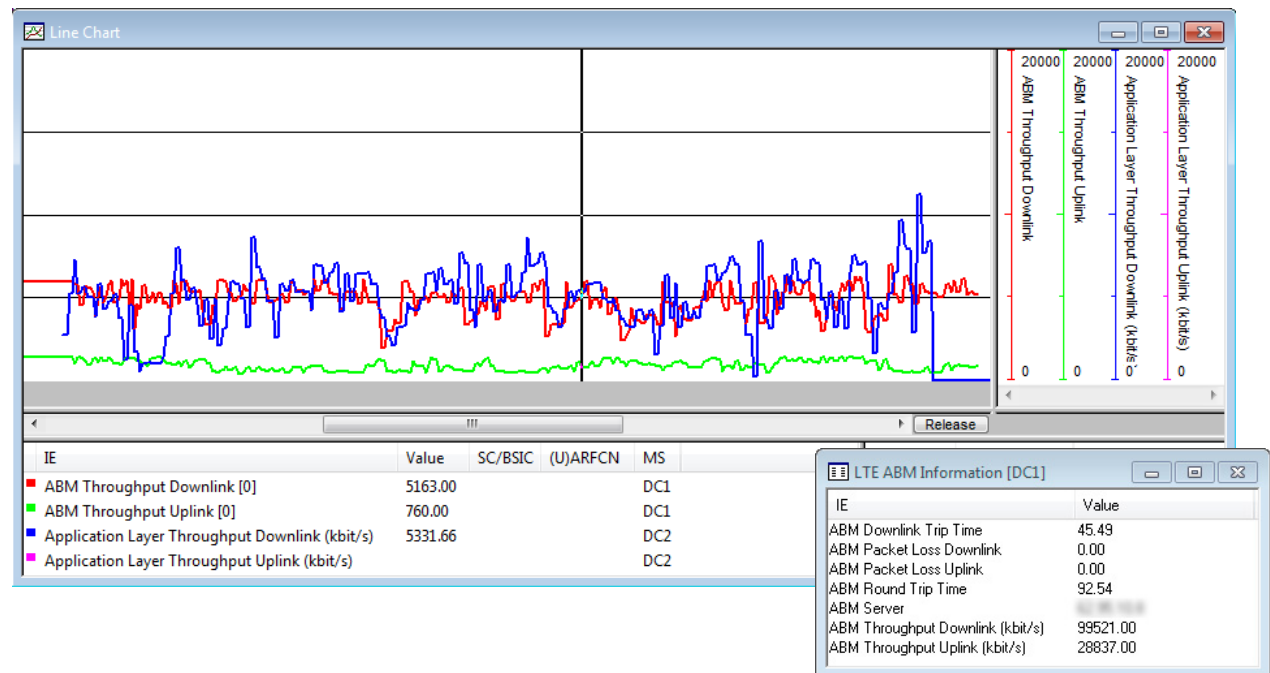 Line Chart
20000 20000 20000 20000
ABM Throughput Downlink
ABM Throughput Uplink
Application Layer Throughput Downlink (kbit/s)
Application Layer Throughput Uplink (kbit/s)
0 0 0 0
Release
IE Value SC/BSIC (U)ARFCN MS
ABM Throughput Downlink [0] 5163.00 DC1
ABM Throughput Uplink [0] 760.00 DC1
Application Layer Throughput Downlink (kbit/s) 5331.66 DC2
Application Layer Throughput Uplink (kbit/s) DC2
LTE ABM Information [DC1]
IE Value
ABM Downlink Trip Time 45.49
ABM Packet Loss Downlink 0.00
ABM Packet Loss Uplink 0.00
ABM Round Trip Time 92.54
ABM Server
ABM Throughput Downlink (kbit/s) 99521.00
ABM Throughput Uplink (kbit/s) 28837.00